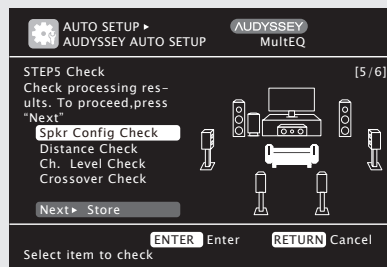 AUTO SETUP ▸
AUDYSSEY AUTO SETUP
AUDYSSEY
MultEQ
STEP5 Check
[5/6]
Check processing res-
ults. To proceed,press
“Next”
Spkr Config Check
Distance Check
Ch. Level Check
Crossover Check
Next▸ Store
ENTER Enter
RETURN Cancel
Select item to check